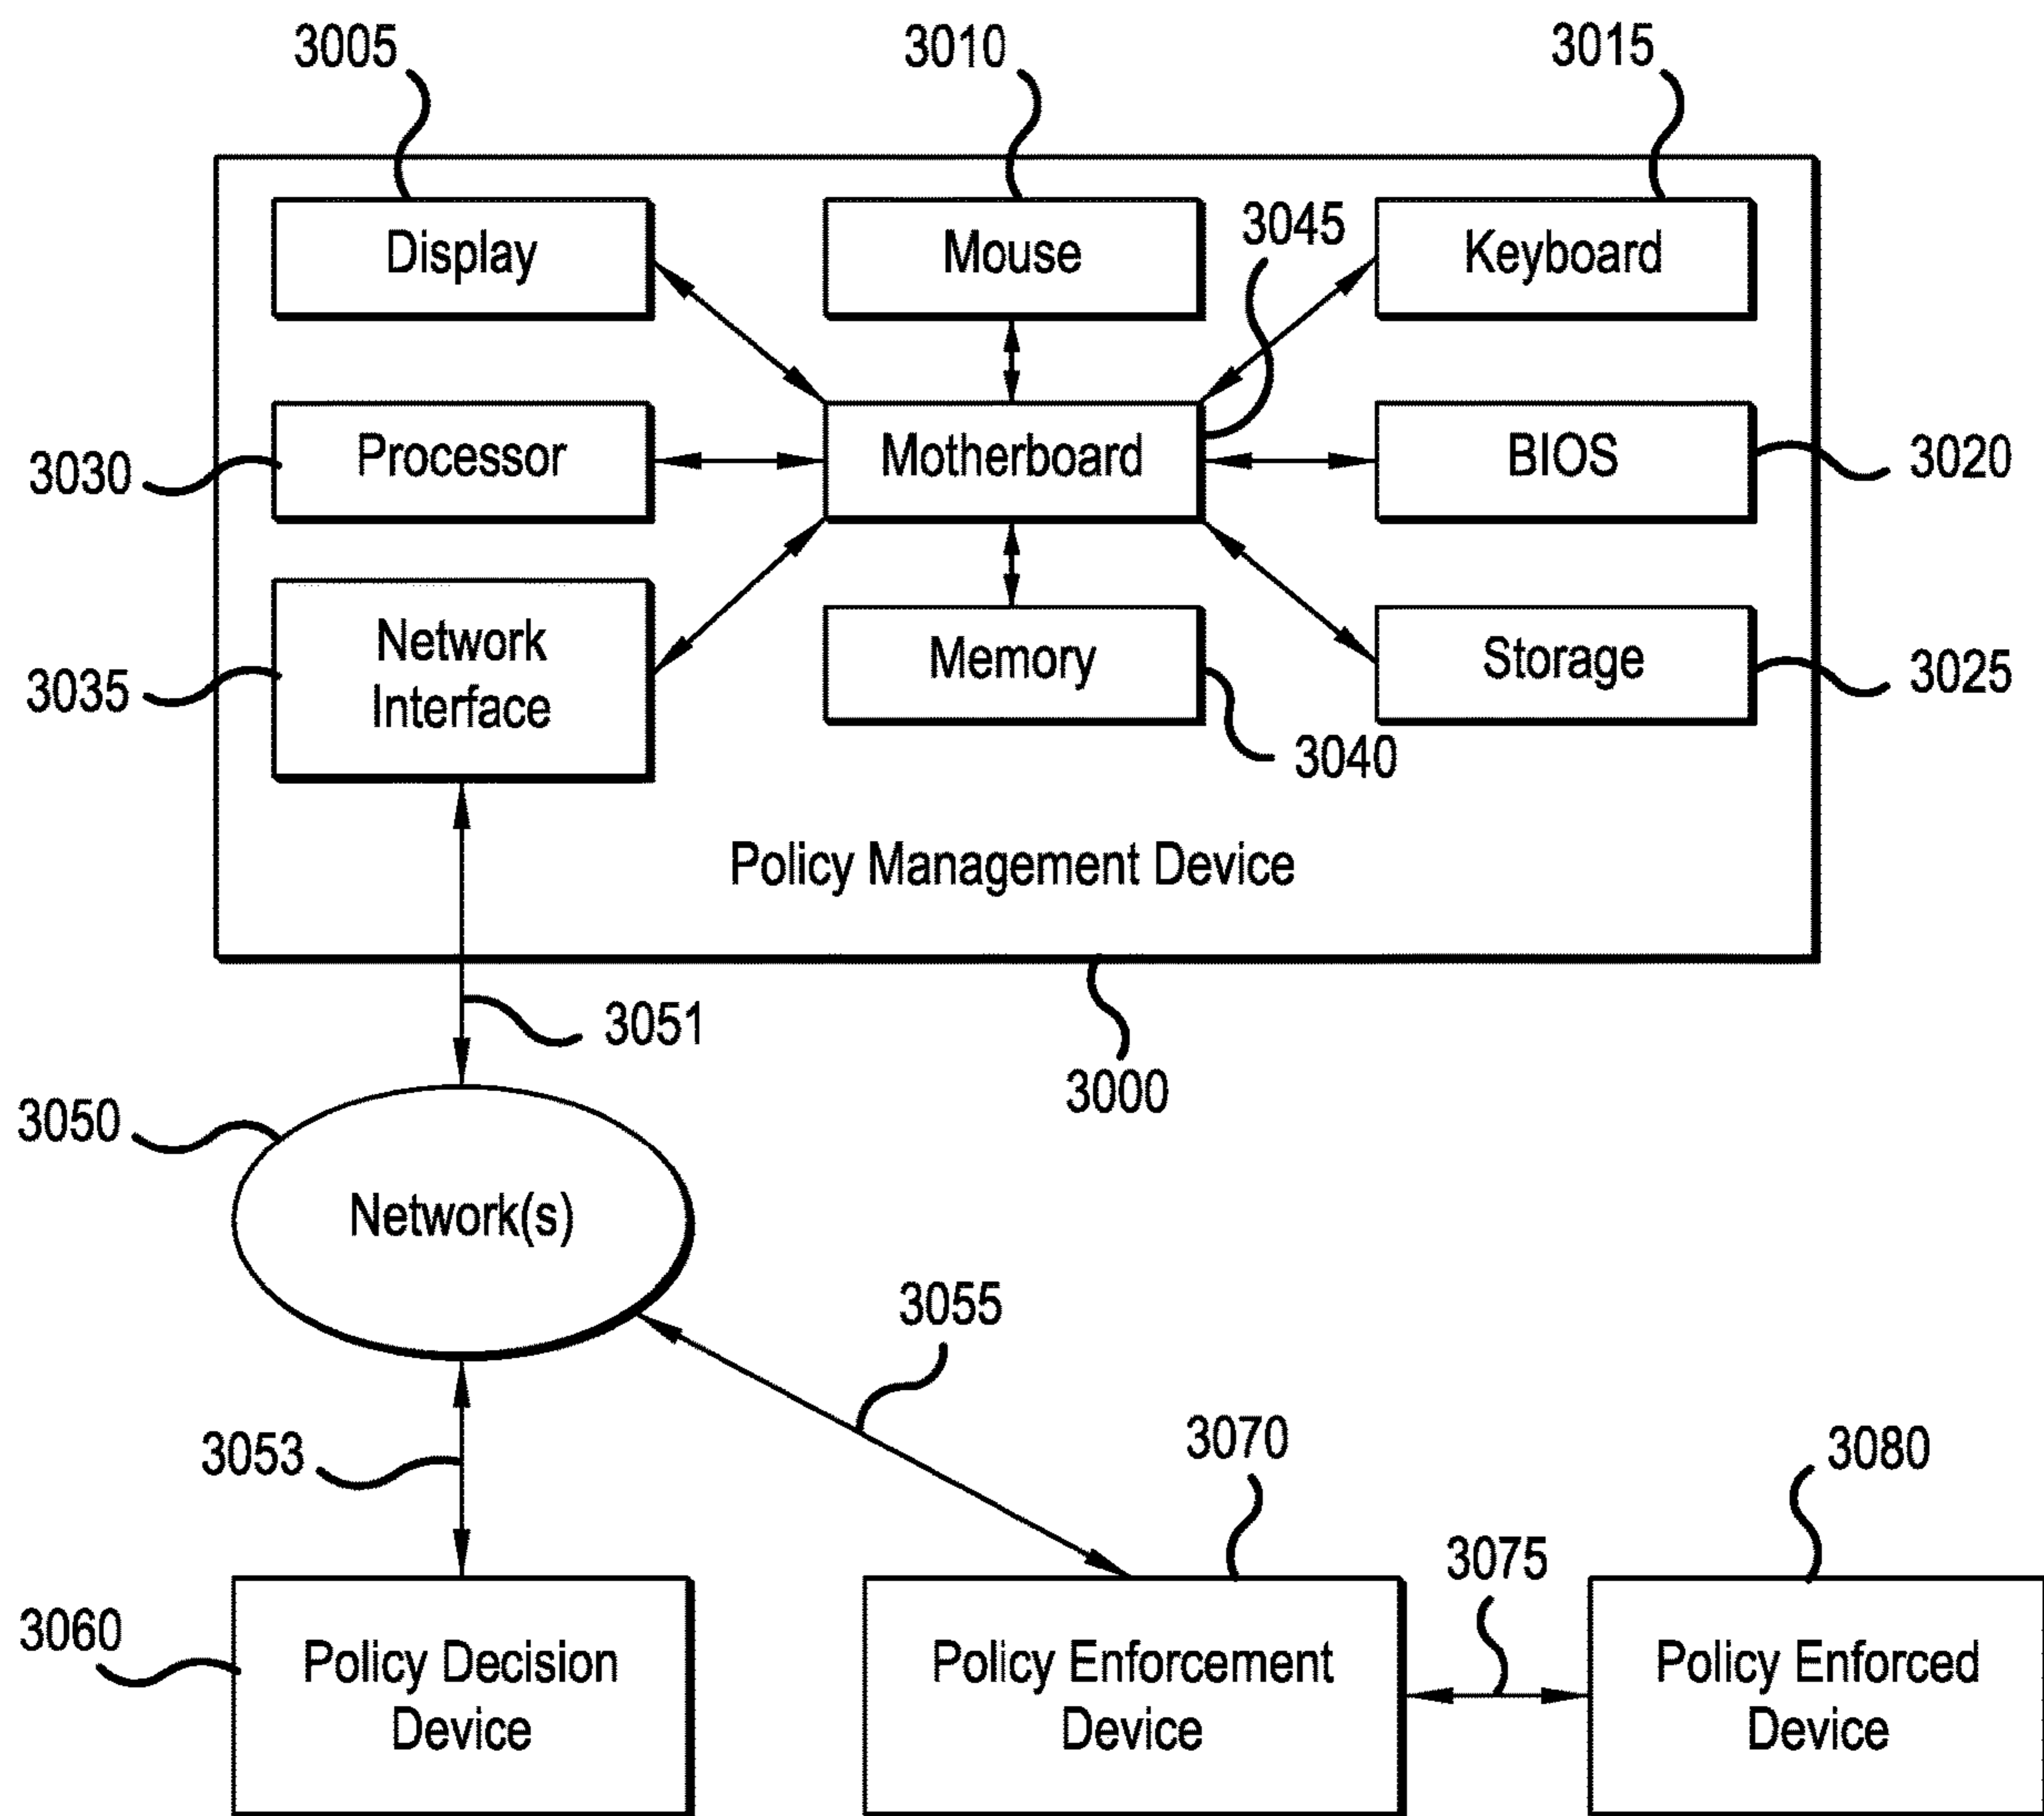 3005
3010
3015
Display
Mouse
3045
Keyboard
3030
Processor
Motherboard
BIOS
3020
3035
Network
Interface
Memory
Storage
3025
3040
Policy Management Device
3051
3000
3050
Network(s)
3055
3053
3070
3080
3075
3060
Policy Decision
Device
Policy Enforcement
Device
Policy Enforced
Device